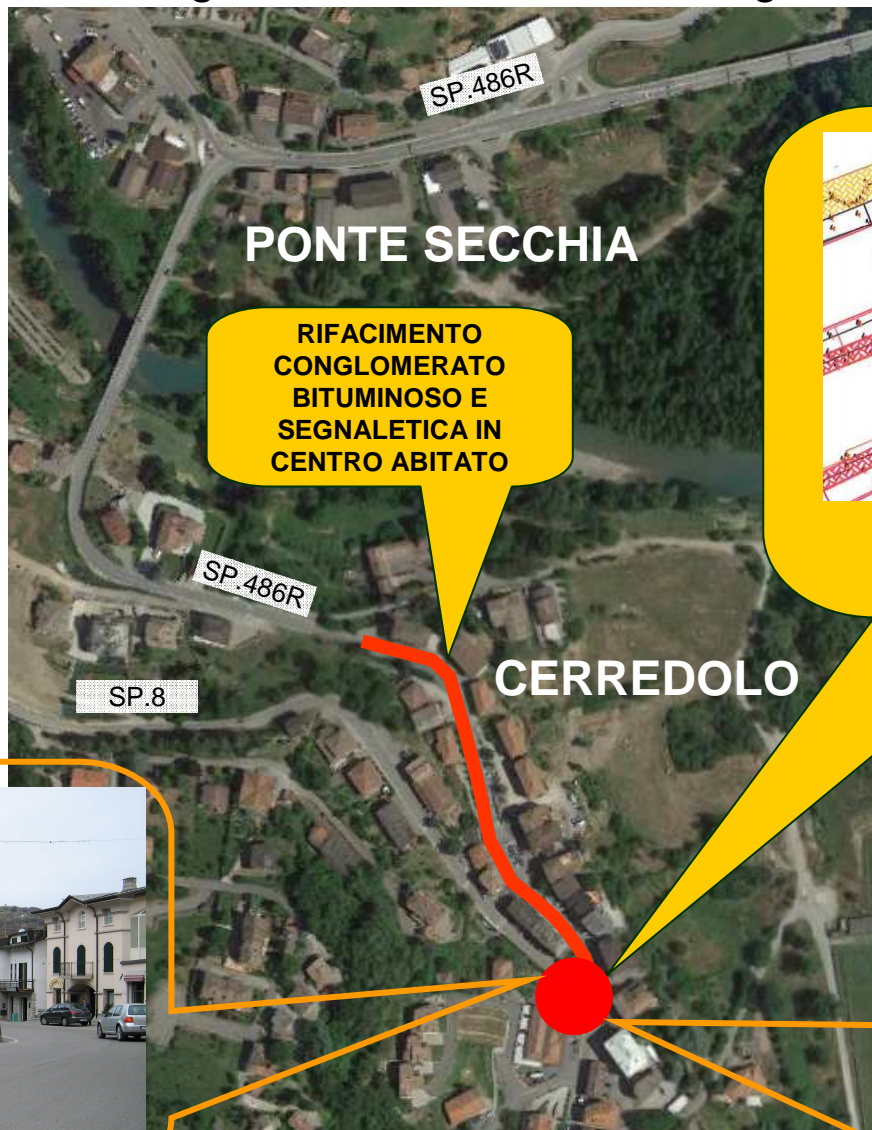 SP.486R
PONTE SECCHIA
RIFACIMENTO
CONGLOMERATO
BITUMINOSO E
SEGNALETICA IN
CENTRO ABITATO
SP.486R
CERREDOLO
SP.8